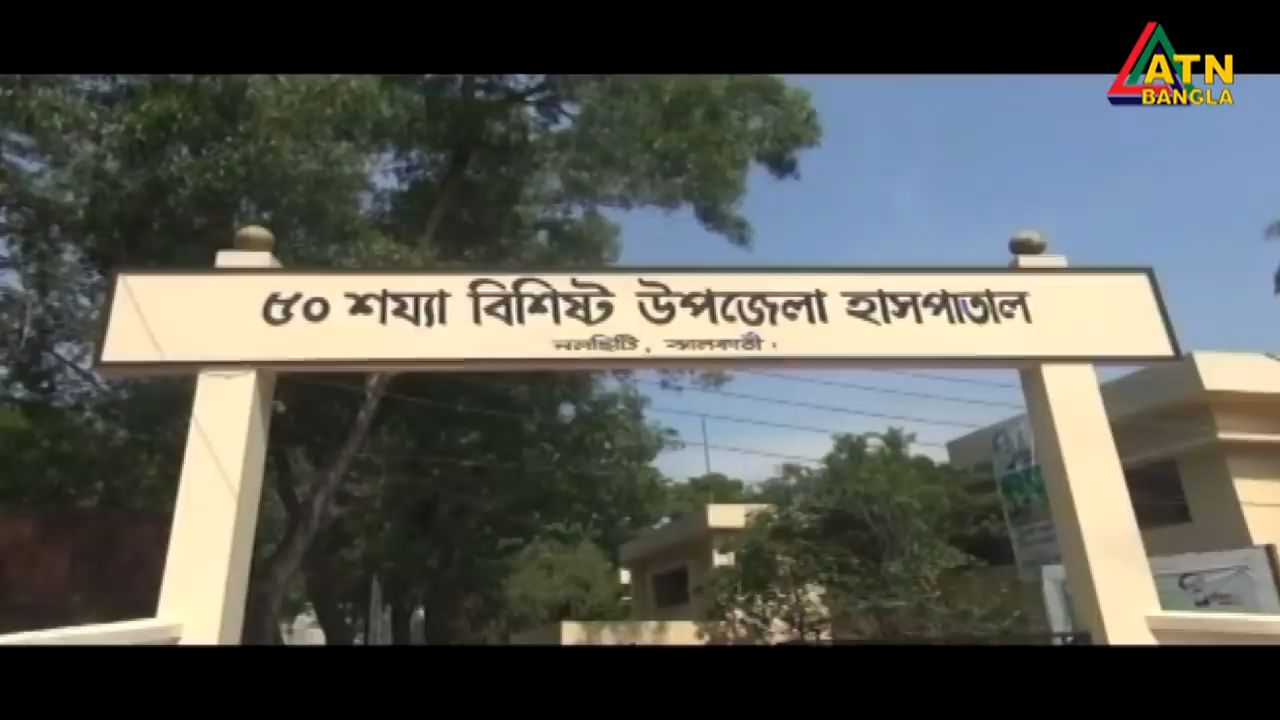 ATN
BANGLA
৫০ শয্যা বিশিষ্ট উপজেলা হাসপাতাল
নলছিটি, ঝালকাঠী।